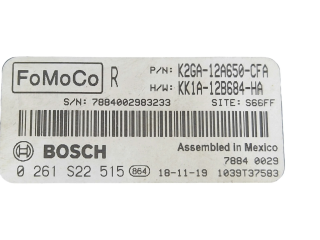 FoMoCo R P/N: K2GA-12A650-CFA
H/W: KK1A-12B684-HA
S/N: 7884002983233 SITE: S66FF
BOSCH Assembled in Mexico
7884 0029
0 261 S22 515 864 18-11-19 1039T37583